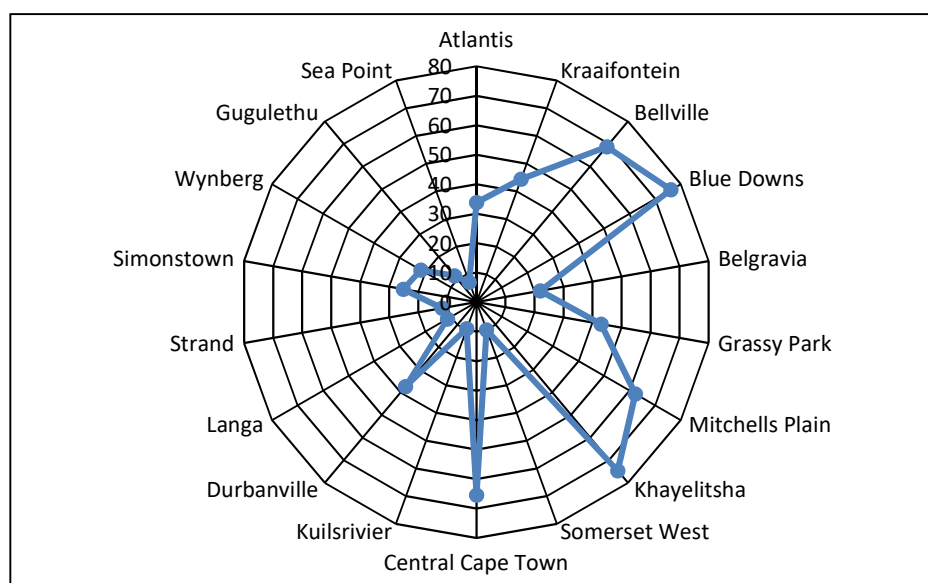 Atlantis
Kraaifontein
Bellville
Blue Downs
Belgravia
Grassy Park
Mitchells Plain
Khayelitsha
Somerset West
Central Cape Town
Kuilsrivier
Durbanville
Langa
Strand
Simonstown
Wynberg
Gugulethu
Sea Point
80
70
60
50
40
30
20
10
0